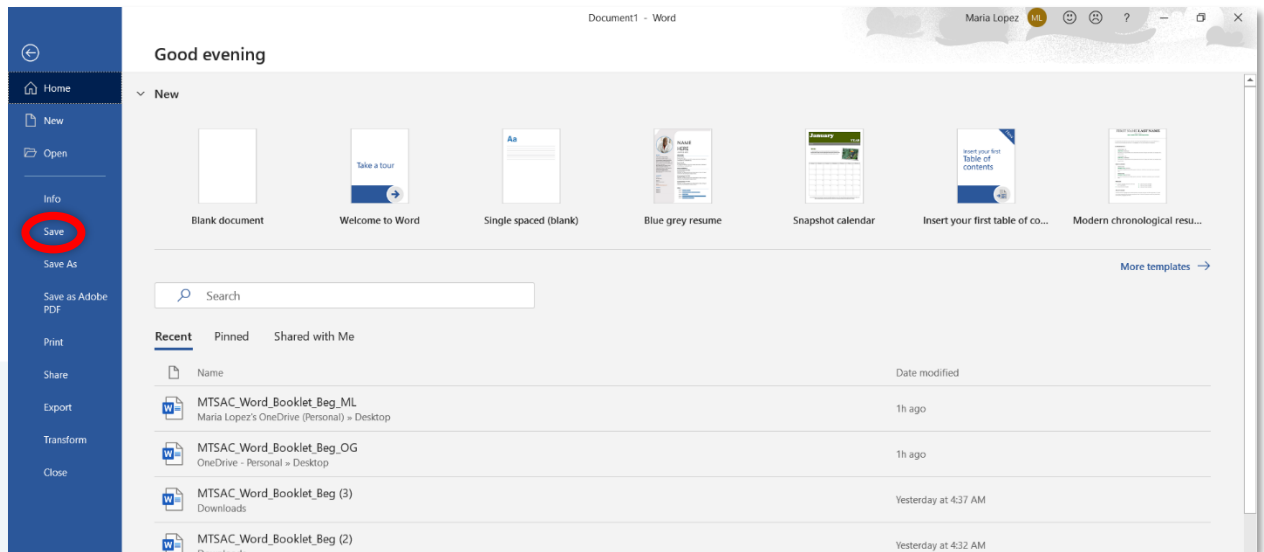 Document1 - Word
Maria Lopez ML ?
Good evening
Home
New
Open
Info
Save
Save As
Save as Adobe
PDF
Print
Share
Export
Transform
Close
New
Aa
Take a tour
NAME
HERE
January
Insert your first
Table of
contents
Blank document
Welcome to Word
Single spaced (blank)
Blue grey resume
Snapshot calendar
Insert your first table of co...
Modern chronological resu...
More templates
Search
Recent Pinned Shared with Me
Name Date modified
MTSAC_Word_Booklet_Beg_ML
Maria Lopez's OneDrive (Personal) » Desktop
1h ago
MTSAC_Word_Booklet_Beg_OG
OneDrive - Personal » Desktop
1h ago
MTSAC_Word_Booklet_Beg (3)
Downloads
Yesterday at 4:37 AM
MTSAC_Word_Booklet_Beg (2)
Yesterday at 4:32 AM